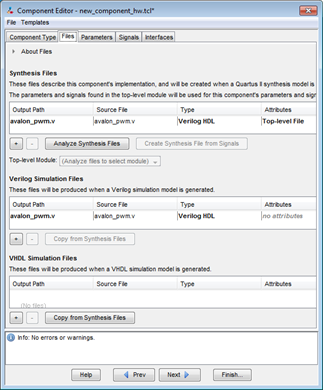 Component Editor - new_component_hw.tcl*
File Templates
Component Type Files Parameters Signals Interfaces
About Files
Synthesis Files
These files describe this component's implementation, and will be created when a Quartus II synthesis model is
The parameters and signals found in the top-level module will be used for this component's parameters and sign
Output Path Source File Type Attributes
avalon_pwm.v avalon_pwm.v Verilog HDL Top-level File
+ - Analyze Synthesis Files Create Synthesis File from Signals
Top-level Module: (Analyze files to select module)
Verilog Simulation Files
These files will be produced when a Verilog simulation model is generated.
Output Path Source File Type Attributes
avalon_pwm.v avalon_pwm.v Verilog HDL no attributes
+ - Copy from Synthesis Files
VHDL Simulation Files
These files will be produced when a VHDL simulation model is generated.
Output Path Source File Type Attributes
(No files)
+ - Copy from Synthesis Files
Info: No errors or warnings.
Help Prev Next Finish...